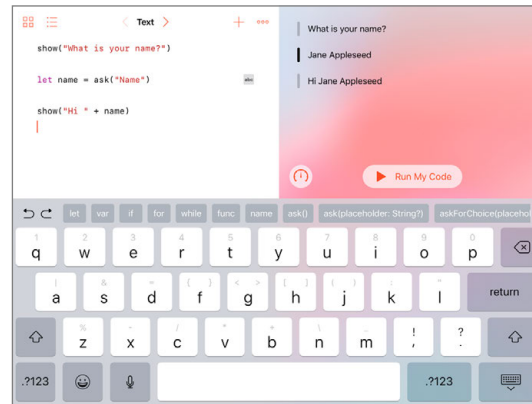 Text
show("What is your name?")
let name = ask("Name")
abc
show("Hi " + name)
What is your name?
Jane Appleseed
Hi Jane Appleseed
Run My Code
let var if for while func name ask() ask(placeholder: String?) askForChoice(placehol
1 2 3 4 5 6 7 8 9 0
q w e r t y u i o p
| & = { } < > [ ] ( ) : "
a s d f g h j k l return
% - / * + \ !  ?
z x c v b n m , .
.?123 .?123